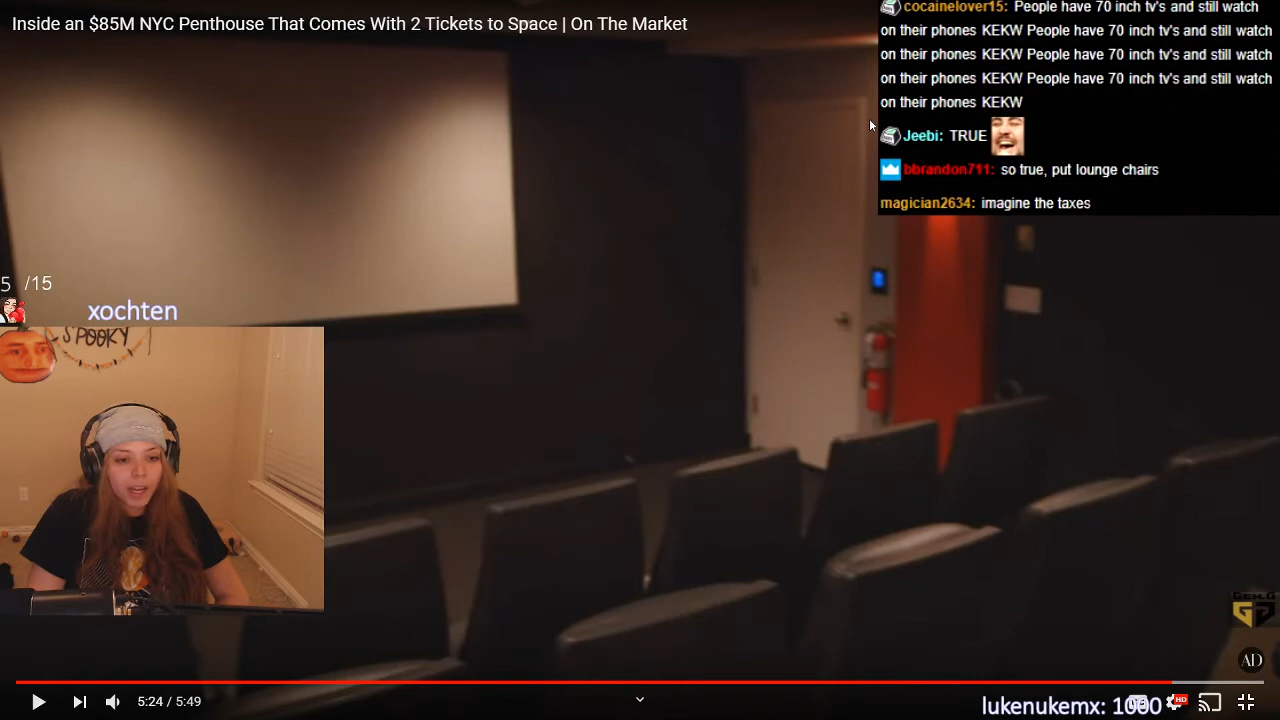 Inside an $85M NYC Penthouse That Comes With 2 Tickets to Space | On The Market
cocainelover15: People have 70 inch tv's and still watch
on their phones KEKW People have 70 inch tv's and still watch
on their phones KEKW People have 70 inch tv's and still watch
on their phones KEKW People have 70 inch tv's and still watch
on their phones KEKW
Jeebi: TRUE
bbrandon711: so true, put lounge chairs
magician2634: imagine the taxes
5 /15
xochten
SPOOKY
GEN.G
AD
5:24 / 5:49
HD
lukenukemx: 1000